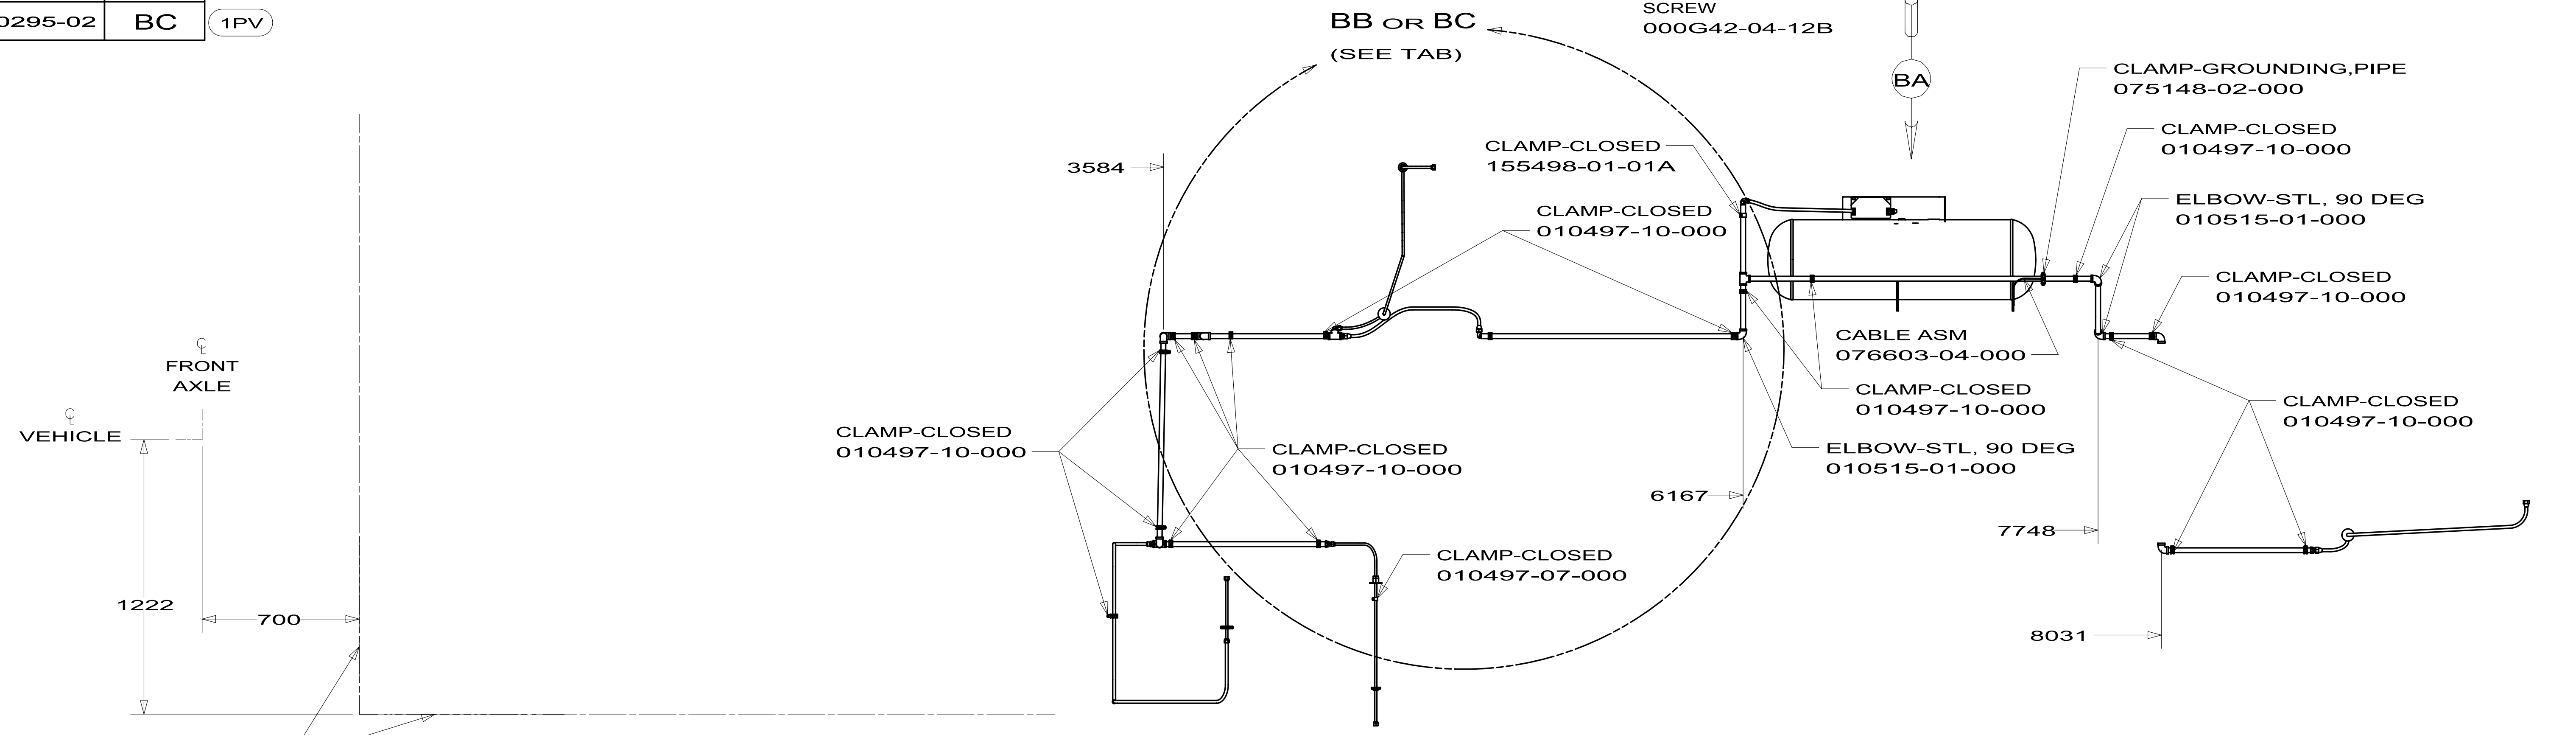 0295-02
BC
1PV
BB OR BC
(SEE TAB)
SCREW
000G42-04-12B
BA
CLAMP-GROUNDING,PIPE
075148-02-000
CLAMP-CLOSED
010497-10-000
ELBOW-STL, 90 DEG
010515-01-000
CLAMP-CLOSED
010497-10-000
3584
CLAMP-CLOSED
155498-01-01A
CLAMP-CLOSED
010497-10-000
CABLE ASM
076603-04-000
CLAMP-CLOSED
010497-10-000
ELBOW-STL, 90 DEG
010515-01-000
CLAMP-CLOSED
010497-10-000
℄
FRONT
AXLE
℄
VEHICLE
CLAMP-CLOSED
010497-10-000
CLAMP-CLOSED
010497-10-000
6167
7748
CLAMP-CLOSED
010497-07-000
1222
700
8031